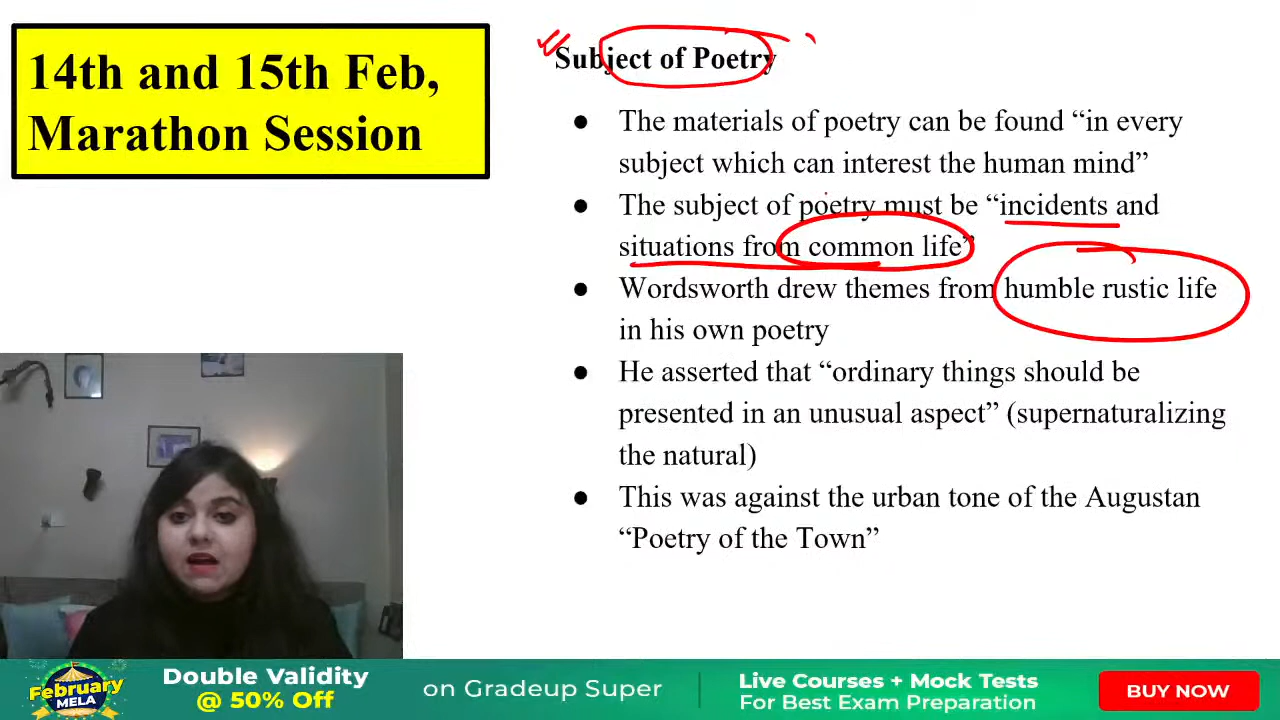 14th and 15th Feb,
Marathon Session
Subject of Poetry
● The materials of poetry can be found “in every
subject which can interest the human mind”
● The subject of poetry must be “incidents and
situations from common life”
● Wordsworth drew themes from humble rustic life
in his own poetry
● He asserted that “ordinary things should be
presented in an unusual aspect” (supernaturalizing
the natural)
● This was against the urban tone of the Augustan
“Poetry of the Town”
February
MELA
Double Validity
@ 50% Off
on Gradeup Super
Live Courses + Mock Tests
For Best Exam Preparation
BUY NOW